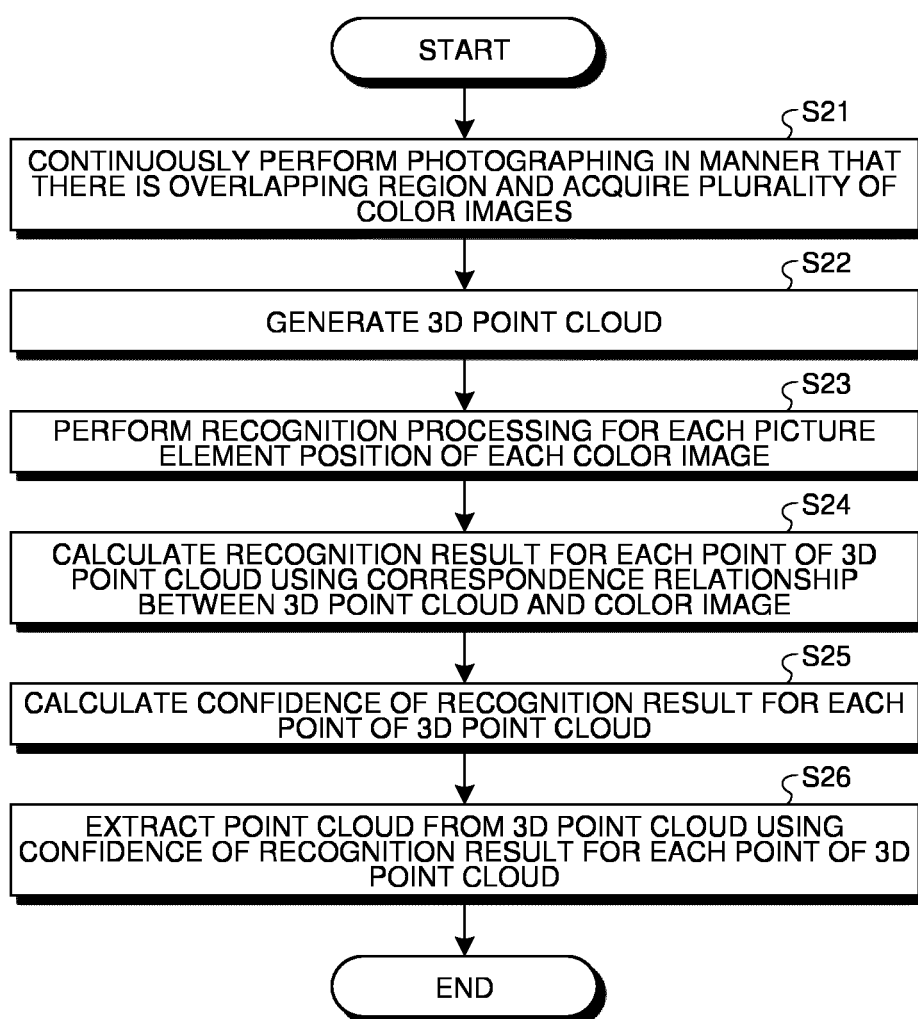 START
S21
CONTINUOUSLY PERFORM PHOTOGRAPHING IN MANNER THAT
THERE IS OVERLAPPING REGION AND ACQUIRE PLURALITY OF
COLOR IMAGES
S22
GENERATE 3D POINT CLOUD
S23
PERFORM RECOGNITION PROCESSING FOR EACH PICTURE
ELEMENT POSITION OF EACH COLOR IMAGE
S24
CALCULATE RECOGNITION RESULT FOR EACH POINT OF 3D
POINT CLOUD USING CORRESPONDENCE RELATIONSHIP
BETWEEN 3D POINT CLOUD AND COLOR IMAGE
S25
CALCULATE CONFIDENCE OF RECOGNITION RESULT FOR EACH
POINT OF 3D POINT CLOUD
S26
EXTRACT POINT CLOUD FROM 3D POINT CLOUD USING
CONFIDENCE OF RECOGNITION RESULT FOR EACH POINT OF 3D
POINT CLOUD
END